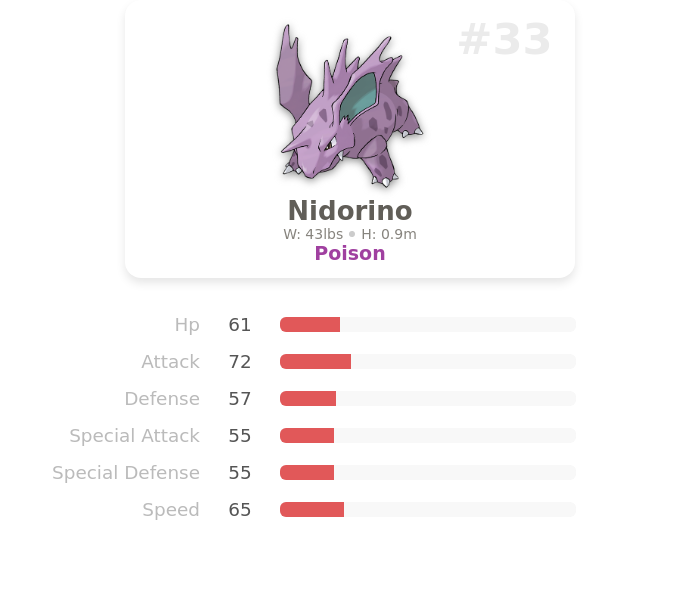 #33
Nidorino
W: 43lbs • H: 0.9m
Poison
Hp 61
Attack 72
Defense 57
Special Attack 55
Special Defense 55
Speed 65